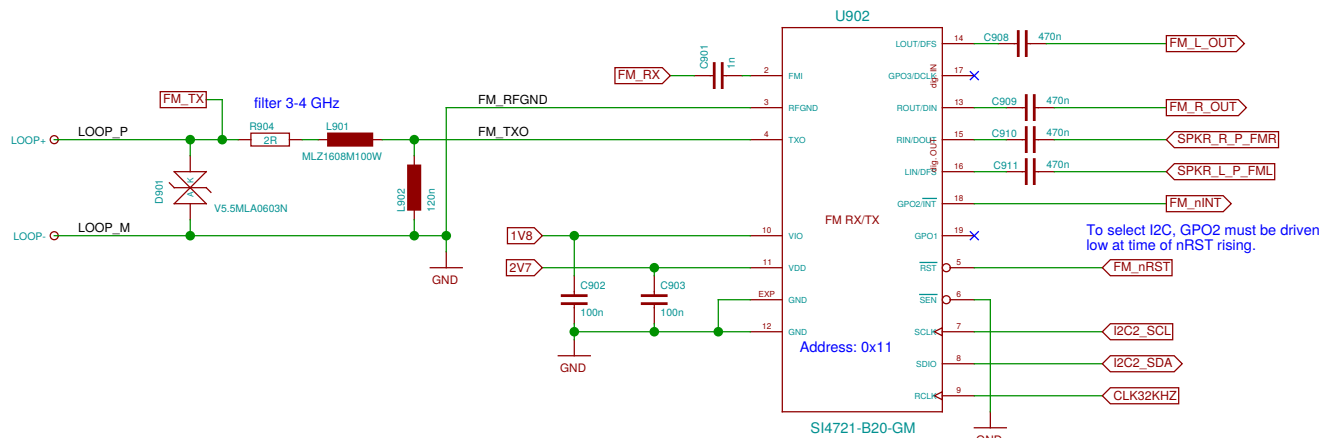 U902
LOUT/DFS
14
C908
470n
FM_L_OUT
FM_RX
C901
1n
2
FMI
dig. IN
GPO3/DCLK
17
FM_TX
filter 3-4 GHz
FM_RFGND
3
RFGND
ROUT/DIN
13
C909
470n
FM_R_OUT
LOOP+
LOOP_P
R904
2R
L901
MLZ1608M100W
FM_TXO
4
TXO
RIN/DOUT
15
C910
470n
SPKR_R_P_FMR
dig. OUT
D901
A
K
V5.5MLA0603N
L902
120n
LIN/DFS
16
C911
470n
SPKR_L_P_FML
GPO2/INT
18
FM_nINT
FM RX/TX
LOOP-
LOOP_M
GND
1V8
10
VIO
GPO1
19
To select I2C, GPO2 must be driven
low at time of nRST rising.
2V7
11
VDD
RST
5
FM_nRST
C902
100n
C903
100n
EXP
GND
SEN
6
12
GND
SCLK
7
I2C2_SCL
Address: 0x11
GND
SDIO
8
I2C2_SDA
RCLK
9
CLK32KHZ
SI4721-B20-GM
GND